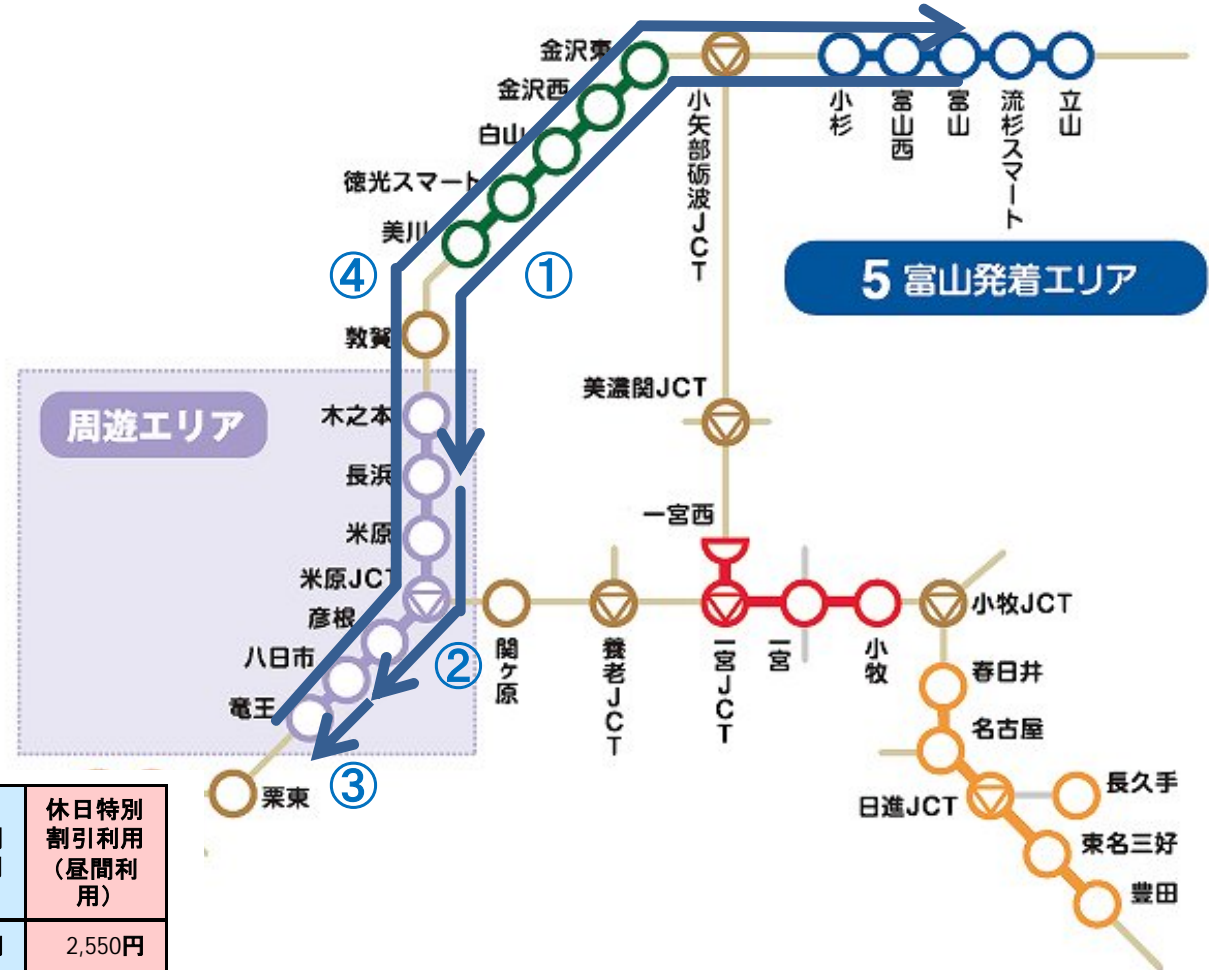 金沢東
金沢西
白山
徳光スマート
美川
④
①
敦賀
周遊エリア
木之本
長浜
米原
米原JCT
彦根
八日市
竜王
②
③
栗東
小矢部砺波JCT
小杉
富山西
富山
流杉スマート
立山
5 富山発着エリア
美濃関JCT
一宮西
関ヶ原
養老JCT
一宮JCT
一宮
小牧
小牧JCT
春日井
名古屋
日進JCT
長久手
東名三好
豊田
休日特別
割引利用
(昼間利
用)
2,550円